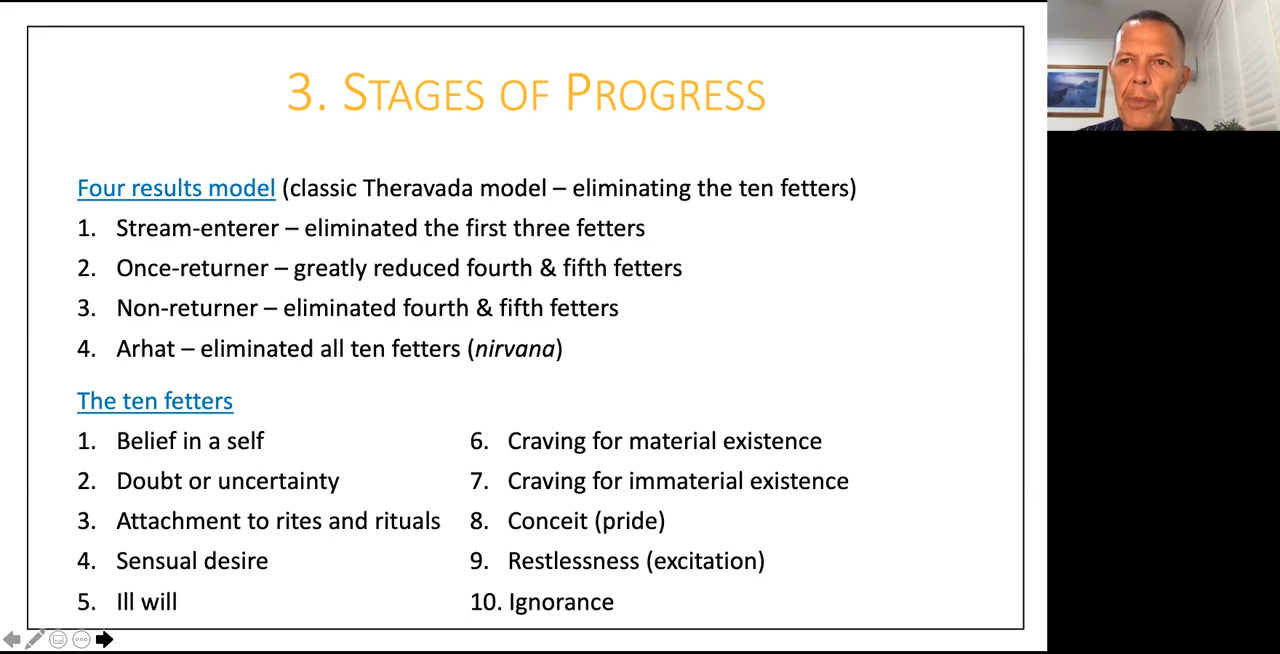 3. Stages of Progress
Four results model (classic Theravada model – eliminating the ten fetters)
1. Stream-enterer – eliminated the first three fetters
2. Once-returner – greatly reduced fourth & fifth fetters
3. Non-returner – eliminated fourth & fifth fetters
4. Arhat – eliminated all ten fetters (nirvana)
The ten fetters
1. Belief in a self
2. Doubt or uncertainty
3. Attachment to rites and rituals
4. Sensual desire
5. Ill will
6. Craving for material existence
7. Craving for immaterial existence
8. Conceit (pride)
9. Restlessness (excitation)
10. Ignorance